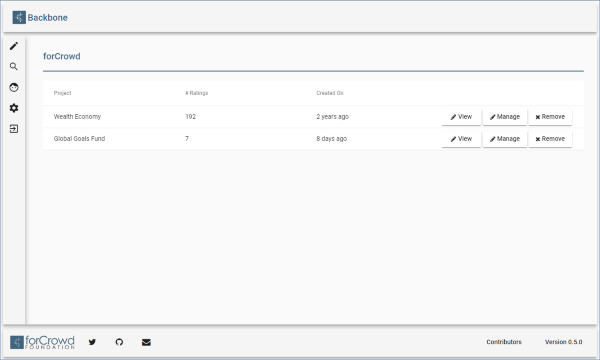 Backbone
forCrowd
Project # Ratings Created On
Wealth Economy 192 2 years ago View Manage Remove
Global Goals Fund 7 8 days ago View Manage Remove
forCrowd
FOUNDATION
Contributors Version 0.5.0